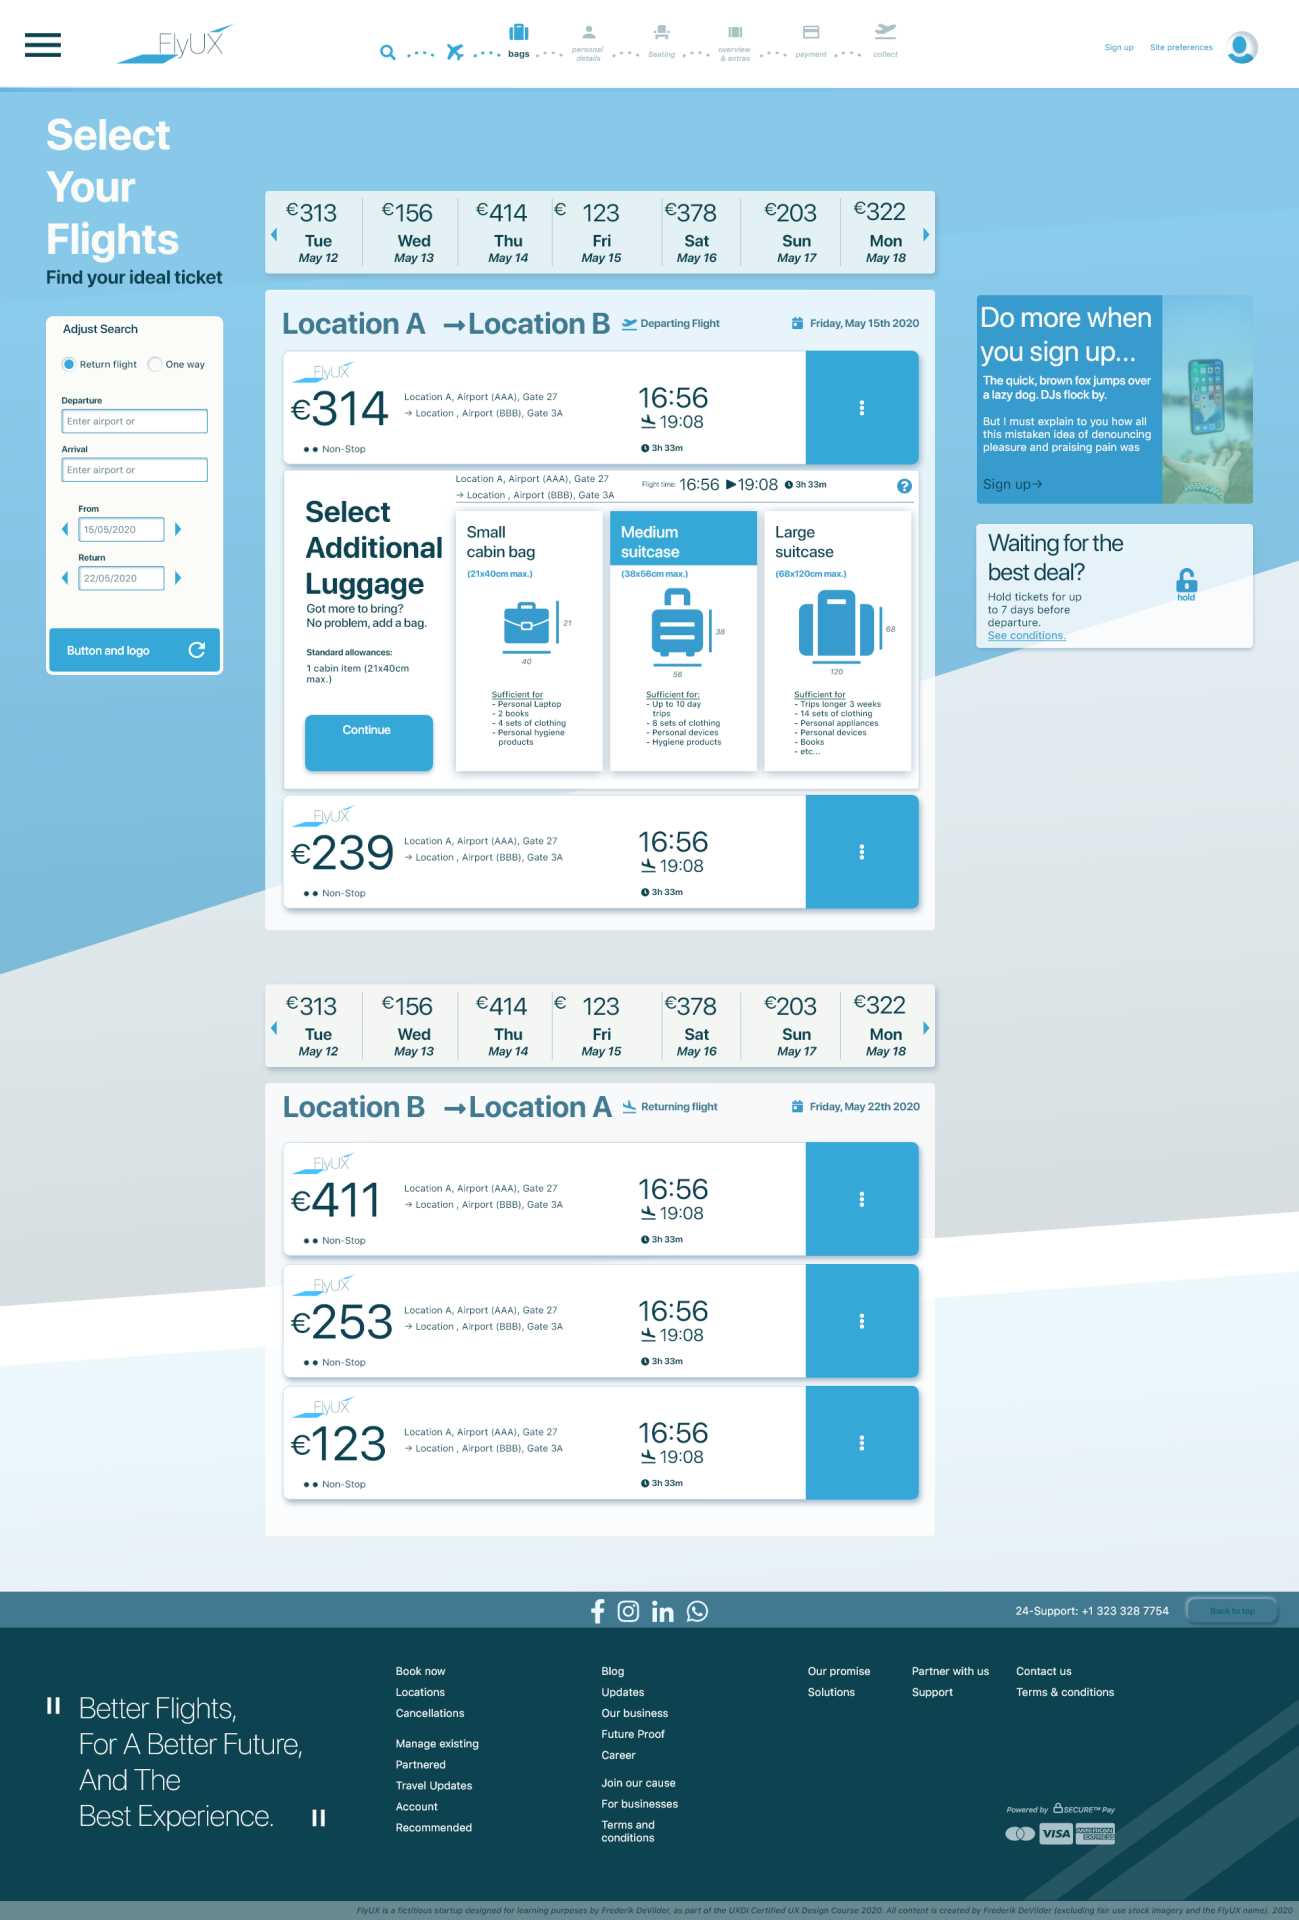 FlyUX
bags
personal
details
Seating
overview
& extras
payment
collect
Sign up
Site preferences
Select
Your
Flights
Find your ideal ticket
Adjust Search
Return flight
One way
Departure
Enter airport or
Arrival
Enter airport or
From
15/05/2020
Return
22/05/2020
Button and logo
€313
Tue
May 12
€156
Wed
May 13
€414
Thu
May 14
€ 123
Fri
May 15
€378
Sat
May 16
€203
Sun
May 17
€322
Mon
May 18
Location A → Location B
Departing Flight
Friday, May 15th 2020
FlyUX
€314
Non-Stop
Location A, Airport (AAA), Gate 27
→ Location , Airport (BBB), Gate 3A
16:56
19:08
3h 33m
Select
Additional
Luggage
Got more to bring?
No problem, add a bag.
Standard allowances:
1 cabin item (21x40cm
max.)
Continue
Location A, Airport (AAA), Gate 27
→ Location , Airport (BBB), Gate 3A
Flight time: 16:56 ▶ 19:08 3h 33m
?
Small
cabin bag
(21x40cm max.)
21
40
Sufficient for
- Personal Laptop
- 2 books
- 4 sets of clothing
- Personal hygiene
products
Medium
suitcase
(38x56cm max.)
38
56
Sufficient for:
- Up to 10 day
trips
- 8 sets of clothing
- Personal devices
- Hygiene products
Large
suitcase
(68x120cm max.)
68
120
Sufficient for
- Trips longer 3 weeks
- 14 sets of clothing
- Personal appliances
- Personal devices
- Books
- etc...
FlyUX
€239
Non-Stop
Location A, Airport (AAA), Gate 27
→ Location , Airport (BBB), Gate 3A
16:56
19:08
3h 33m
Do more when
you sign up...
The quick, brown fox jumps over
a lazy dog. DJs flock by.
But I must explain to you how all
this mistaken idea of denouncing
pleasure and praising pain was
Sign up→
Waiting for the
best deal?
Hold tickets for up
to 7 days before
departure.
See conditions.
hold
€313
Tue
May 12
€156
Wed
May 13
€414
Thu
May 14
€ 123
Fri
May 15
€378
Sat
May 16
€203
Sun
May 17
€322
Mon
May 18
Location B → Location A
Returning flight
Friday, May 22th 2020
FlyUX
€411
Non-Stop
Location A, Airport (AAA), Gate 27
→ Location , Airport (BBB), Gate 3A
16:56
19:08
3h 33m
FlyUX
€253
Non-Stop
Location A, Airport (AAA), Gate 27
→ Location , Airport (BBB), Gate 3A
16:56
19:08
3h 33m
FlyUX
€123
Non-Stop
Location A, Airport (AAA), Gate 27
→ Location , Airport (BBB), Gate 3A
16:56
19:08
3h 33m
24-Support: +1 323 328 7754
Back to top
" Better Flights,
For A Better Future,
And The
Best Experience. "
Book now
Locations
Cancellations
Manage existing
Partnered
Travel Updates
Account
Recommended
Blog
Updates
Our business
Future Proof
Career
Join our cause
For businesses
Terms and
conditions
Our promise
Solutions
Partner with us
Support
Contact us
Terms & conditions
Powered by SECURE™ Pay
VISA
AMERICAN
EXPRESS
FlyUX is a fictitious startup designed for learning purposes by Frederik DeVilder, as part of the UXDI Certified UX Design Course 2020. All content is created by Frederik DeVilder (excluding fair use stock imagery and the FlyUX name). 2020